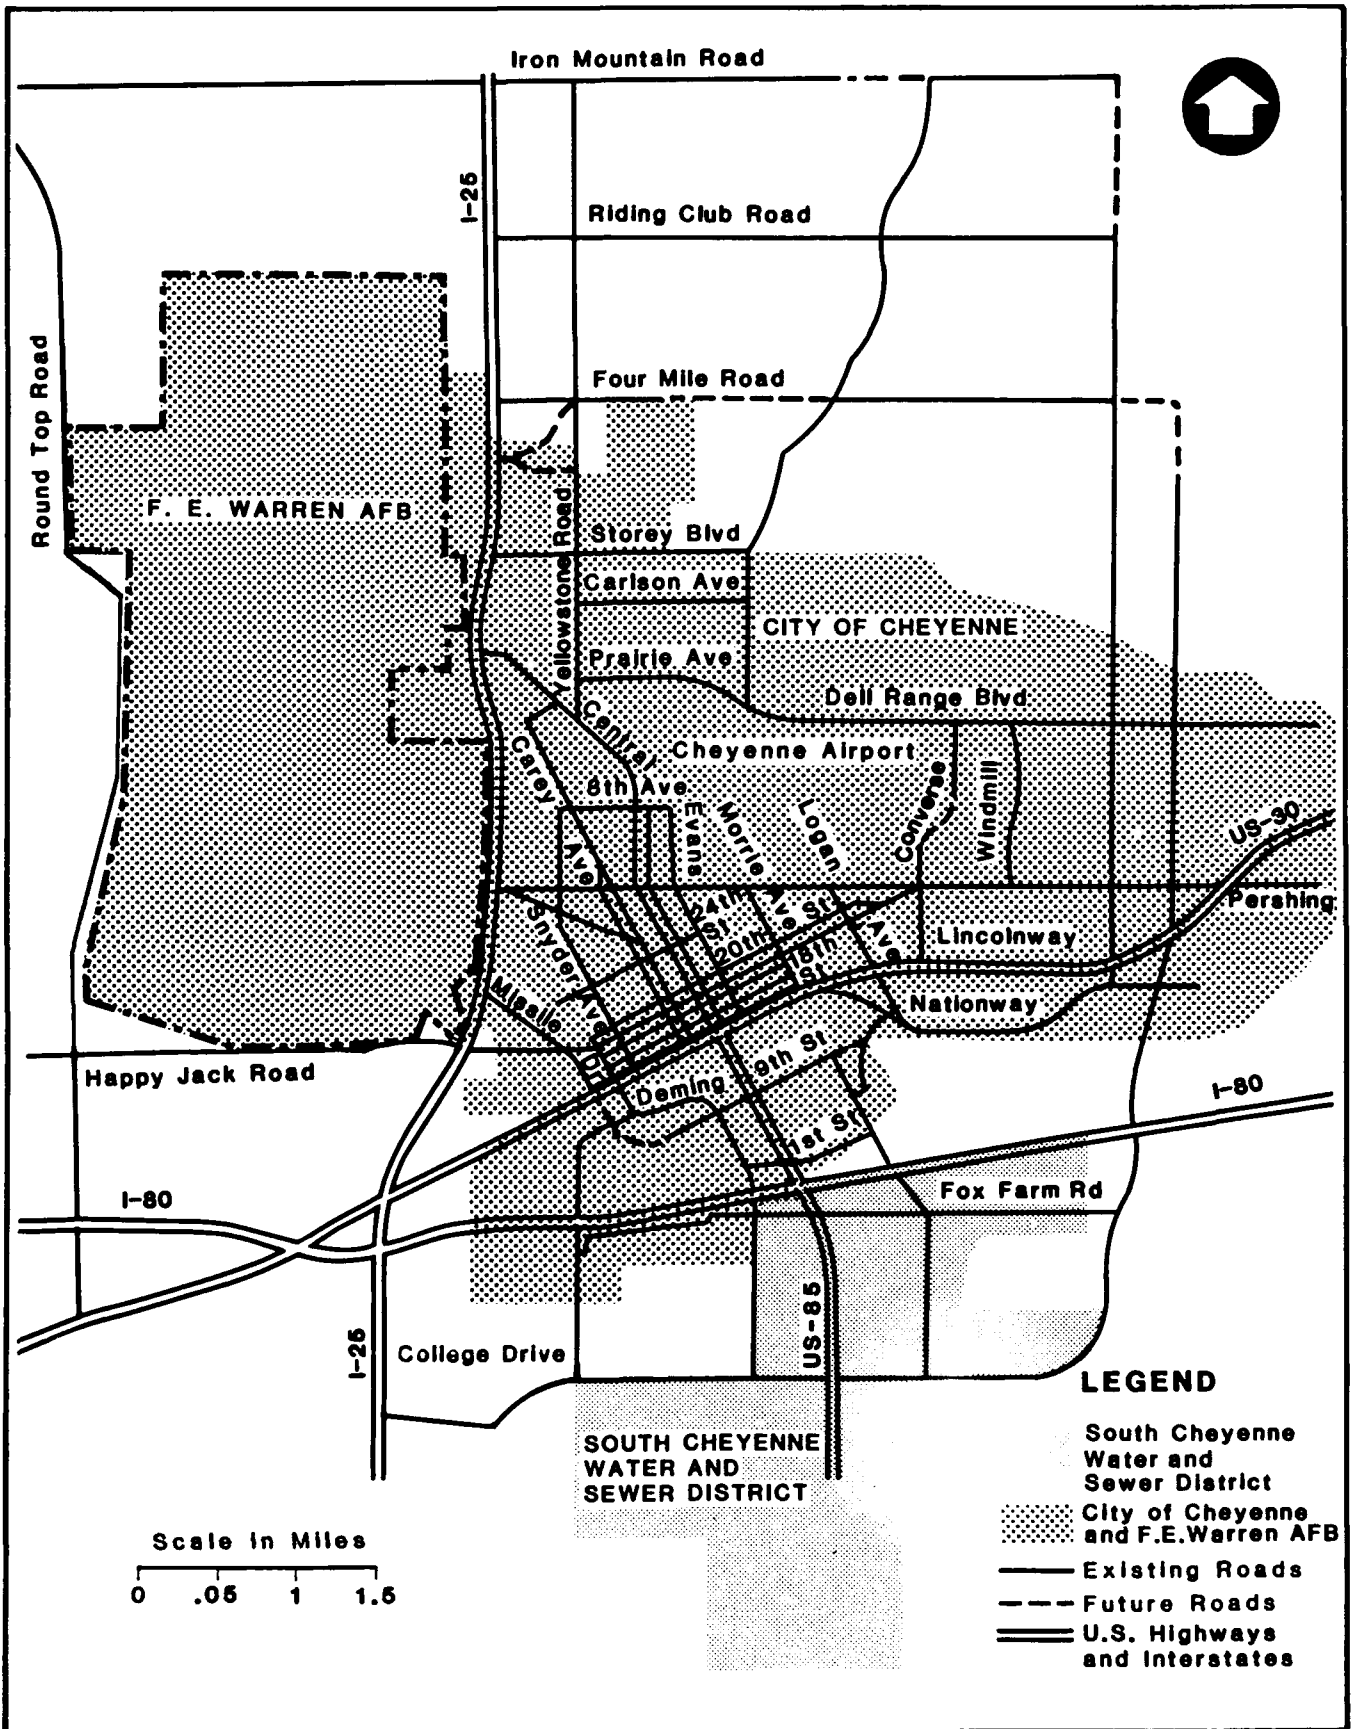 Iron Mountain Road
I-25
Riding Club Road
Round Top Road
Four Mile Road
F. E. WARREN AFB
Yellowstone Road
Storey Blvd
Carlson Ave
CITY OF CHEYENNE
Prairie Ave
Dell Range Blvd
Central
Carey
Ave
Cheyenne Airport
8th Ave
Evans
Morrie
Ave
Logan
Ave
Converse
Windmill
US-30
Pershing
24th
St
20th
St
18th
St
Snyder Ave
Lincolnway
Missile
Dr
Nationway
Happy Jack Road
Deming
9th St
1st St
I-80
I-80
Fox Farm Rd
US-85
I-25
College Drive
SOUTH CHEYENNE
WATER AND
SEWER DISTRICT
LEGEND
South Cheyenne
Water and
Sewer District
City of Cheyenne
and F.E.Warren AFB
Existing Roads
Future Roads
U.S. Highways
and Interstates
Scale in Miles
0 .05 1 1.5